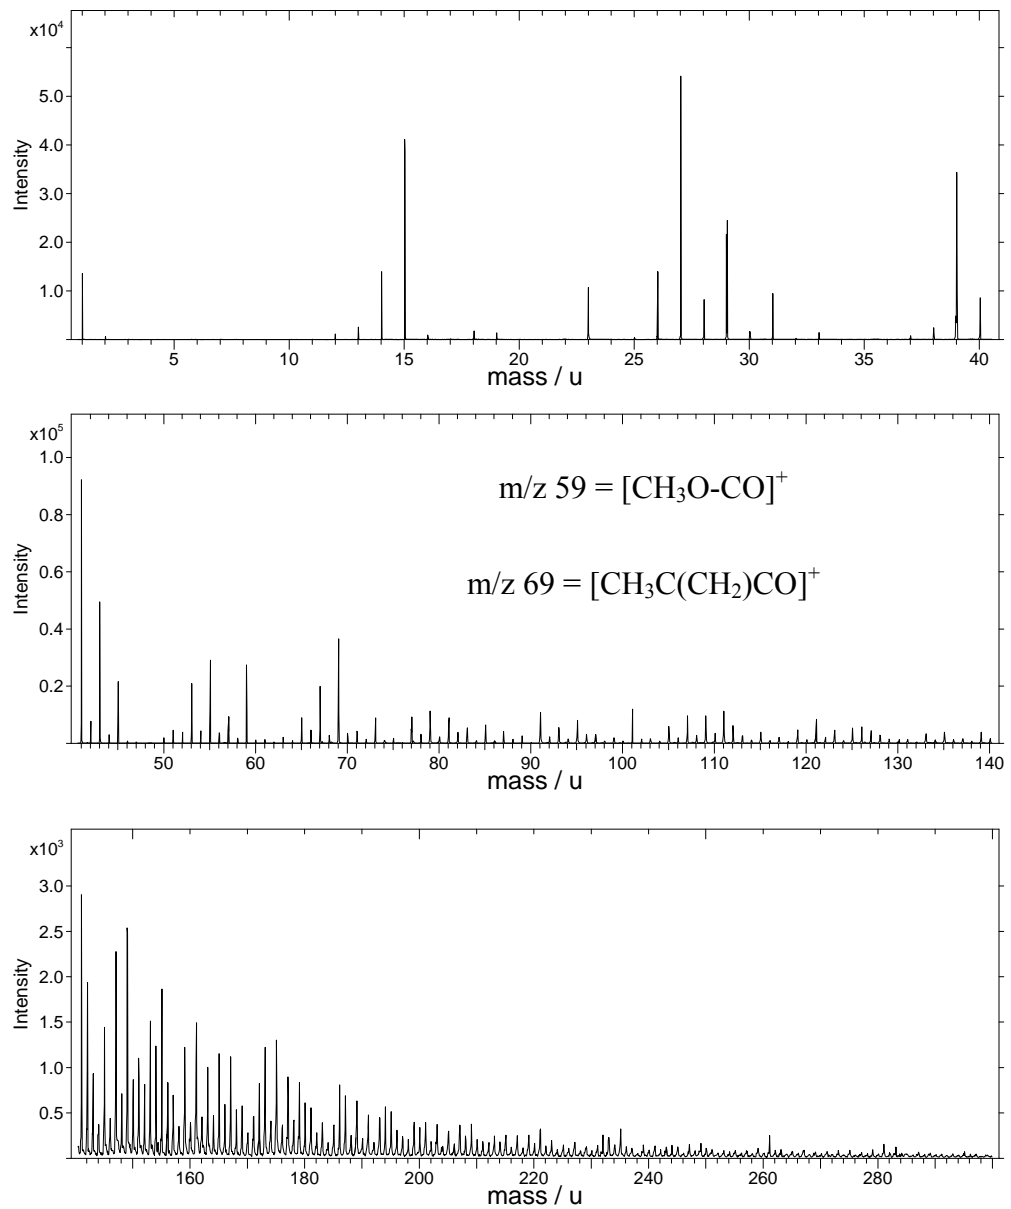 x10⁴
5.0
4.0
3.0
2.0
1.0
Intensity
5 10 15 20 25 30 35 40
mass / u
x10⁵
1.0
0.8
0.6
0.4
0.2
Intensity
m/z 59 = [CH₃O-CO]⁺
m/z 69 = [CH₃C(CH₂)CO]⁺
50 60 70 80 90 100 110 120 130 140
mass / u
x10³
3.0
2.5
2.0
1.5
1.0
0.5
Intensity
160 180 200 220 240 260 280
mass / u